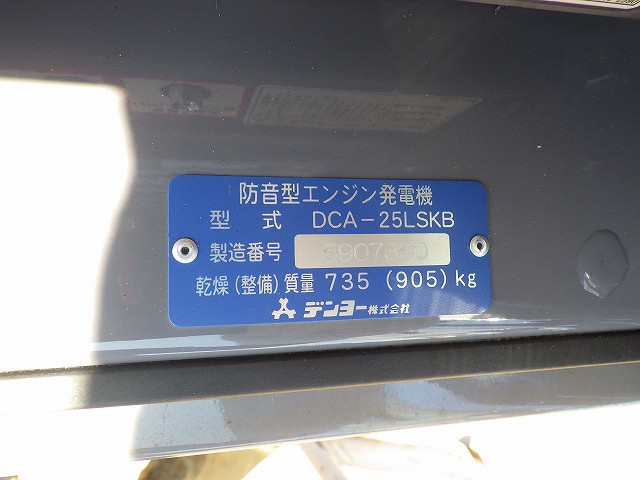 防音型エンジン発電機
型 式 DCA-25LSKB
製造番号
乾燥(整備)質量 735 (905)kg
デンヨー株式会社